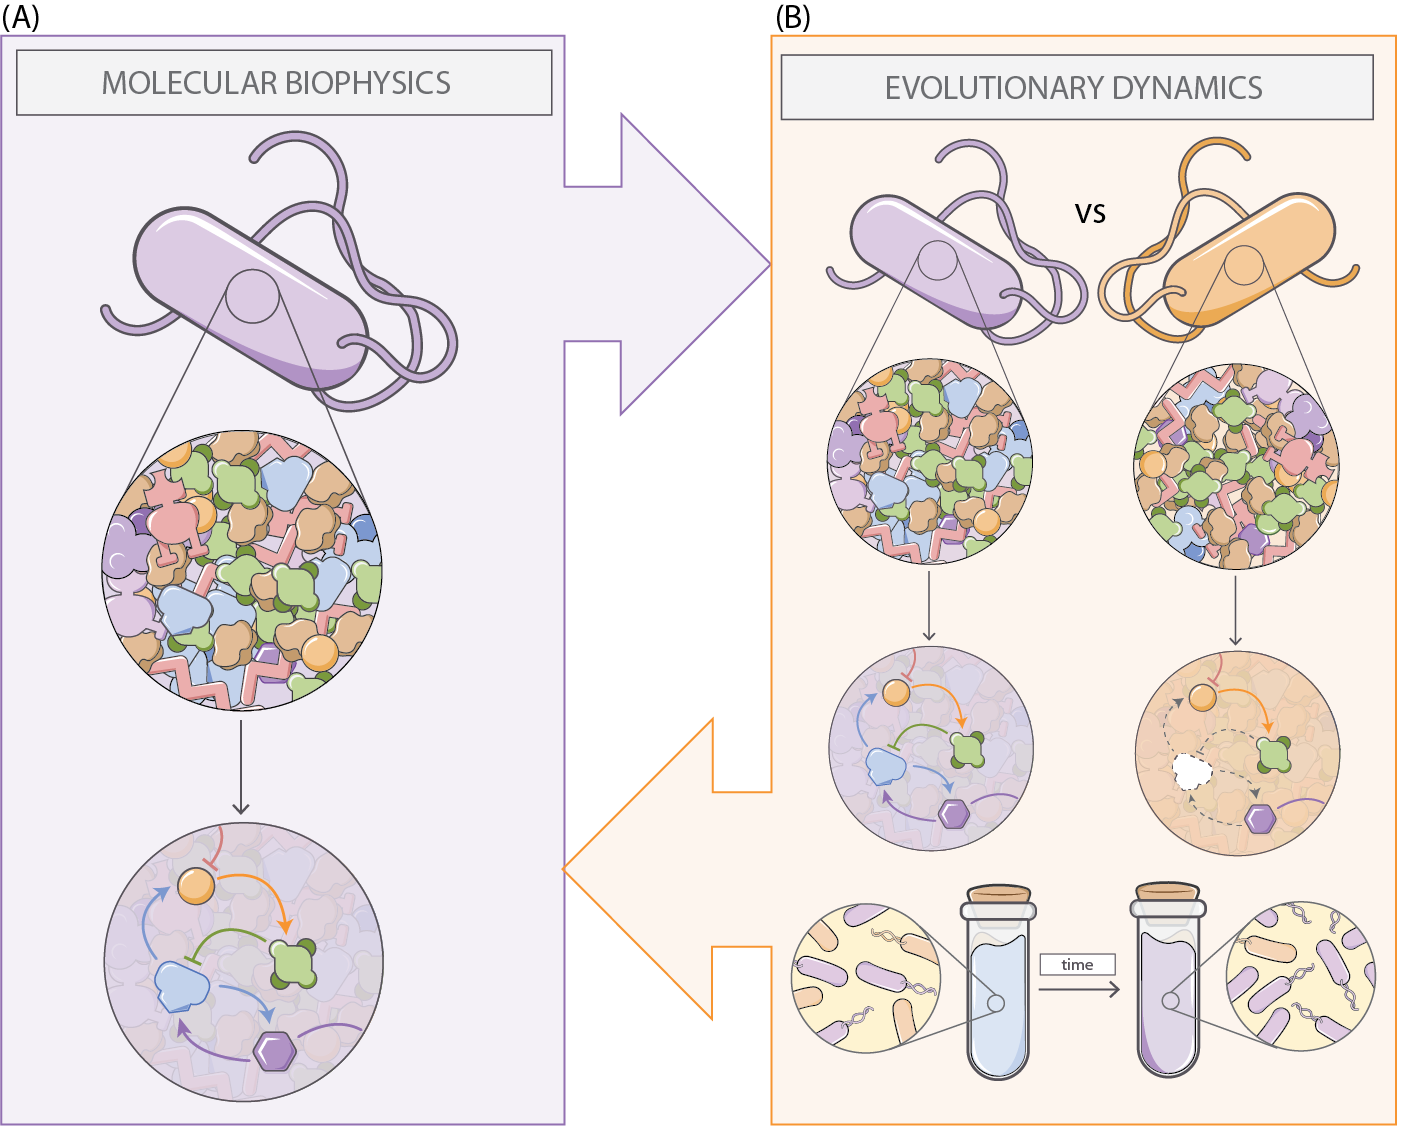 (A)
MOLECULAR BIOPHYSICS
(B)
EVOLUTIONARY DYNAMICS
vs
time